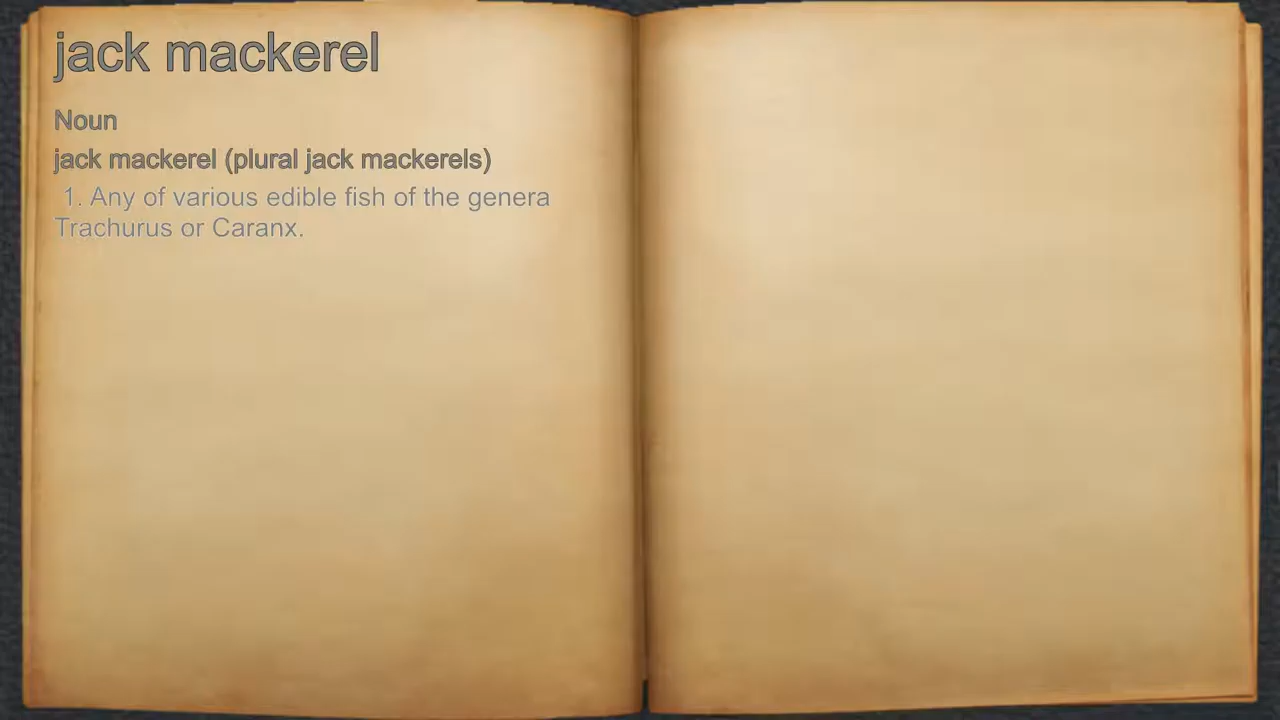 jack mackerel
Noun
jack mackerel (plural jack mackerels)
1. Any of various edible fish of the genera
Trachurus or Caranx.